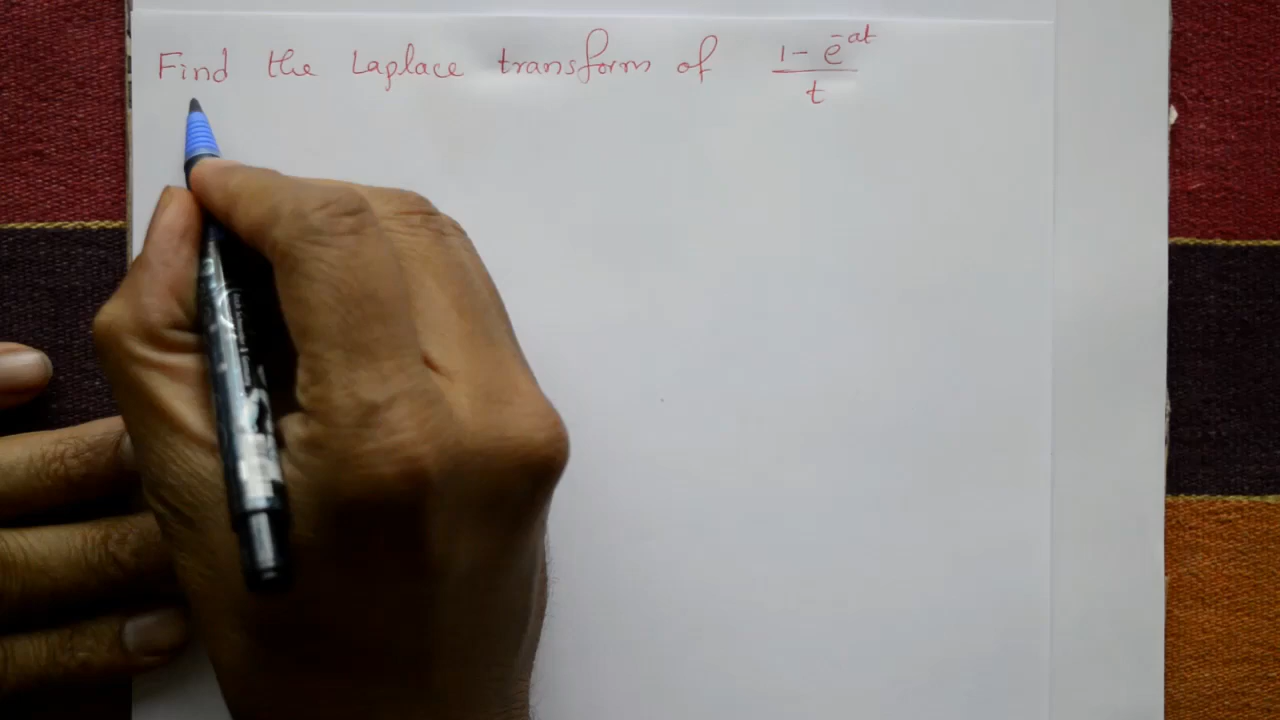 Find the Laplace transform of (1 - e^-at)/t